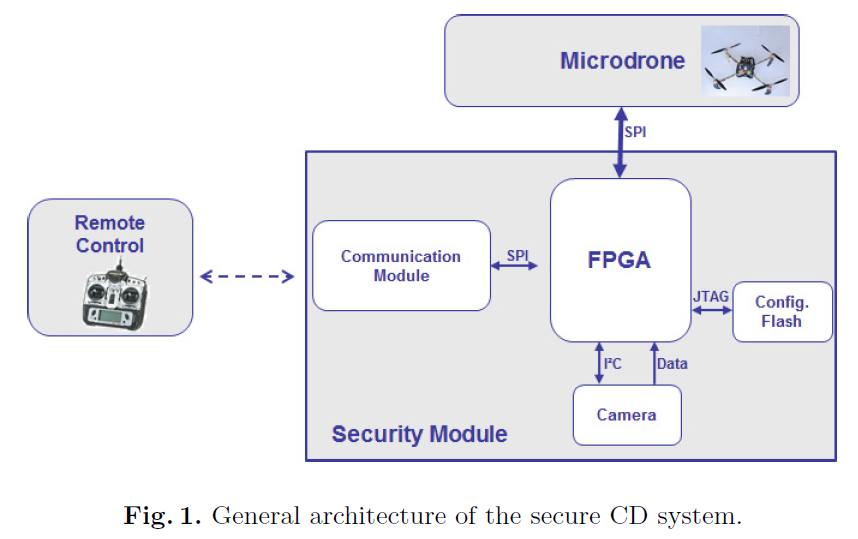 Microdrone
SPI
Remote
Control
Communication
Module
SPI
FPGA
JTAG
Config.
Flash
I²C
Data
Camera
Security Module
Fig. 1. General architecture of the secure CD system.